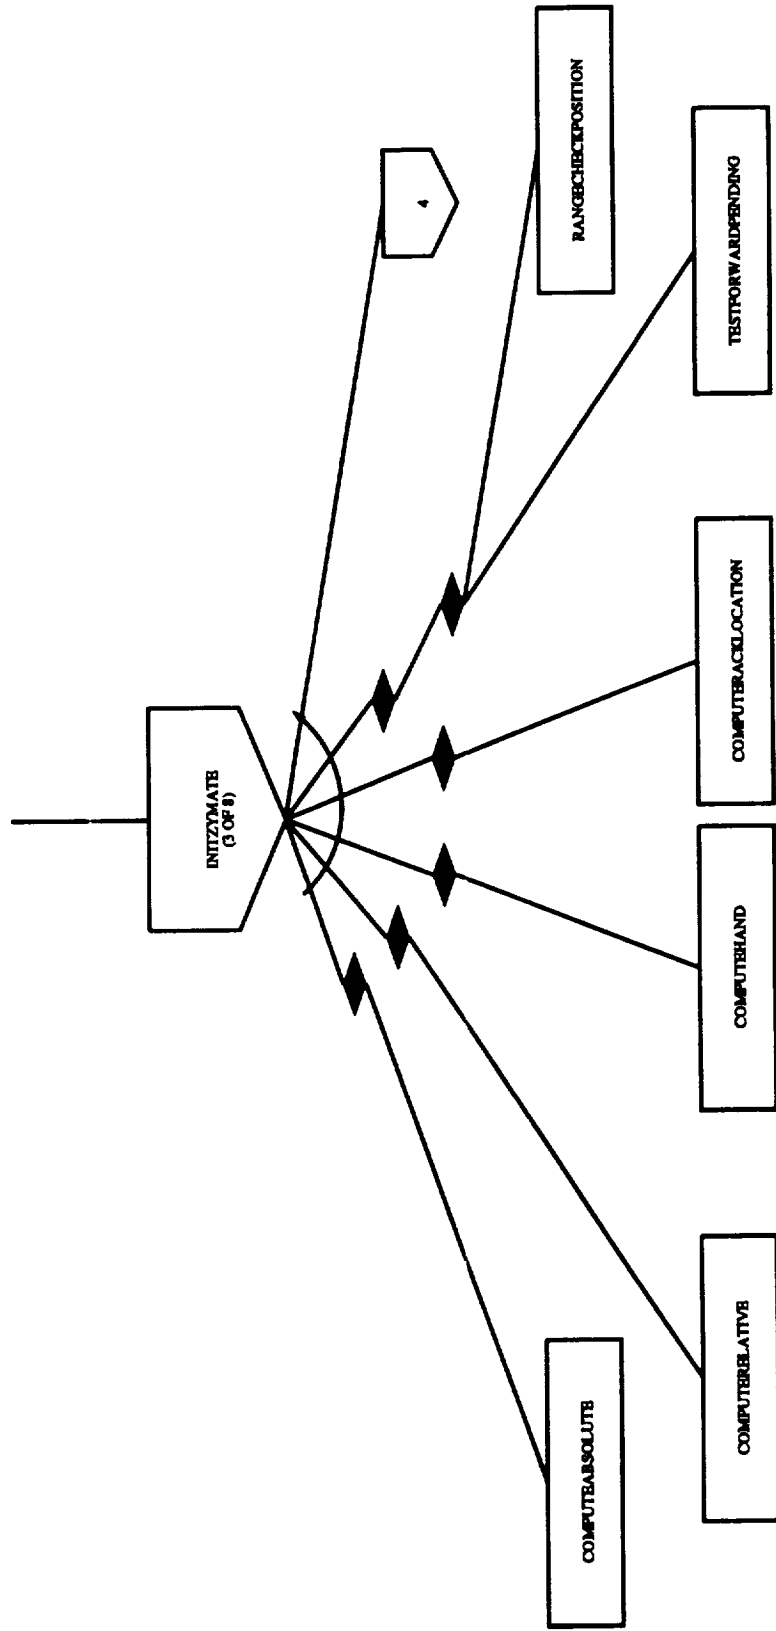 INITZYMATE
(3 OF 8)
4
COMPUTEABSOLUTE
COMPUTERELATIVE
COMPUTEHAND
COMPUTERACKLOCATION
TESTFORWARDPENDING
RANGECHECKPOSITION